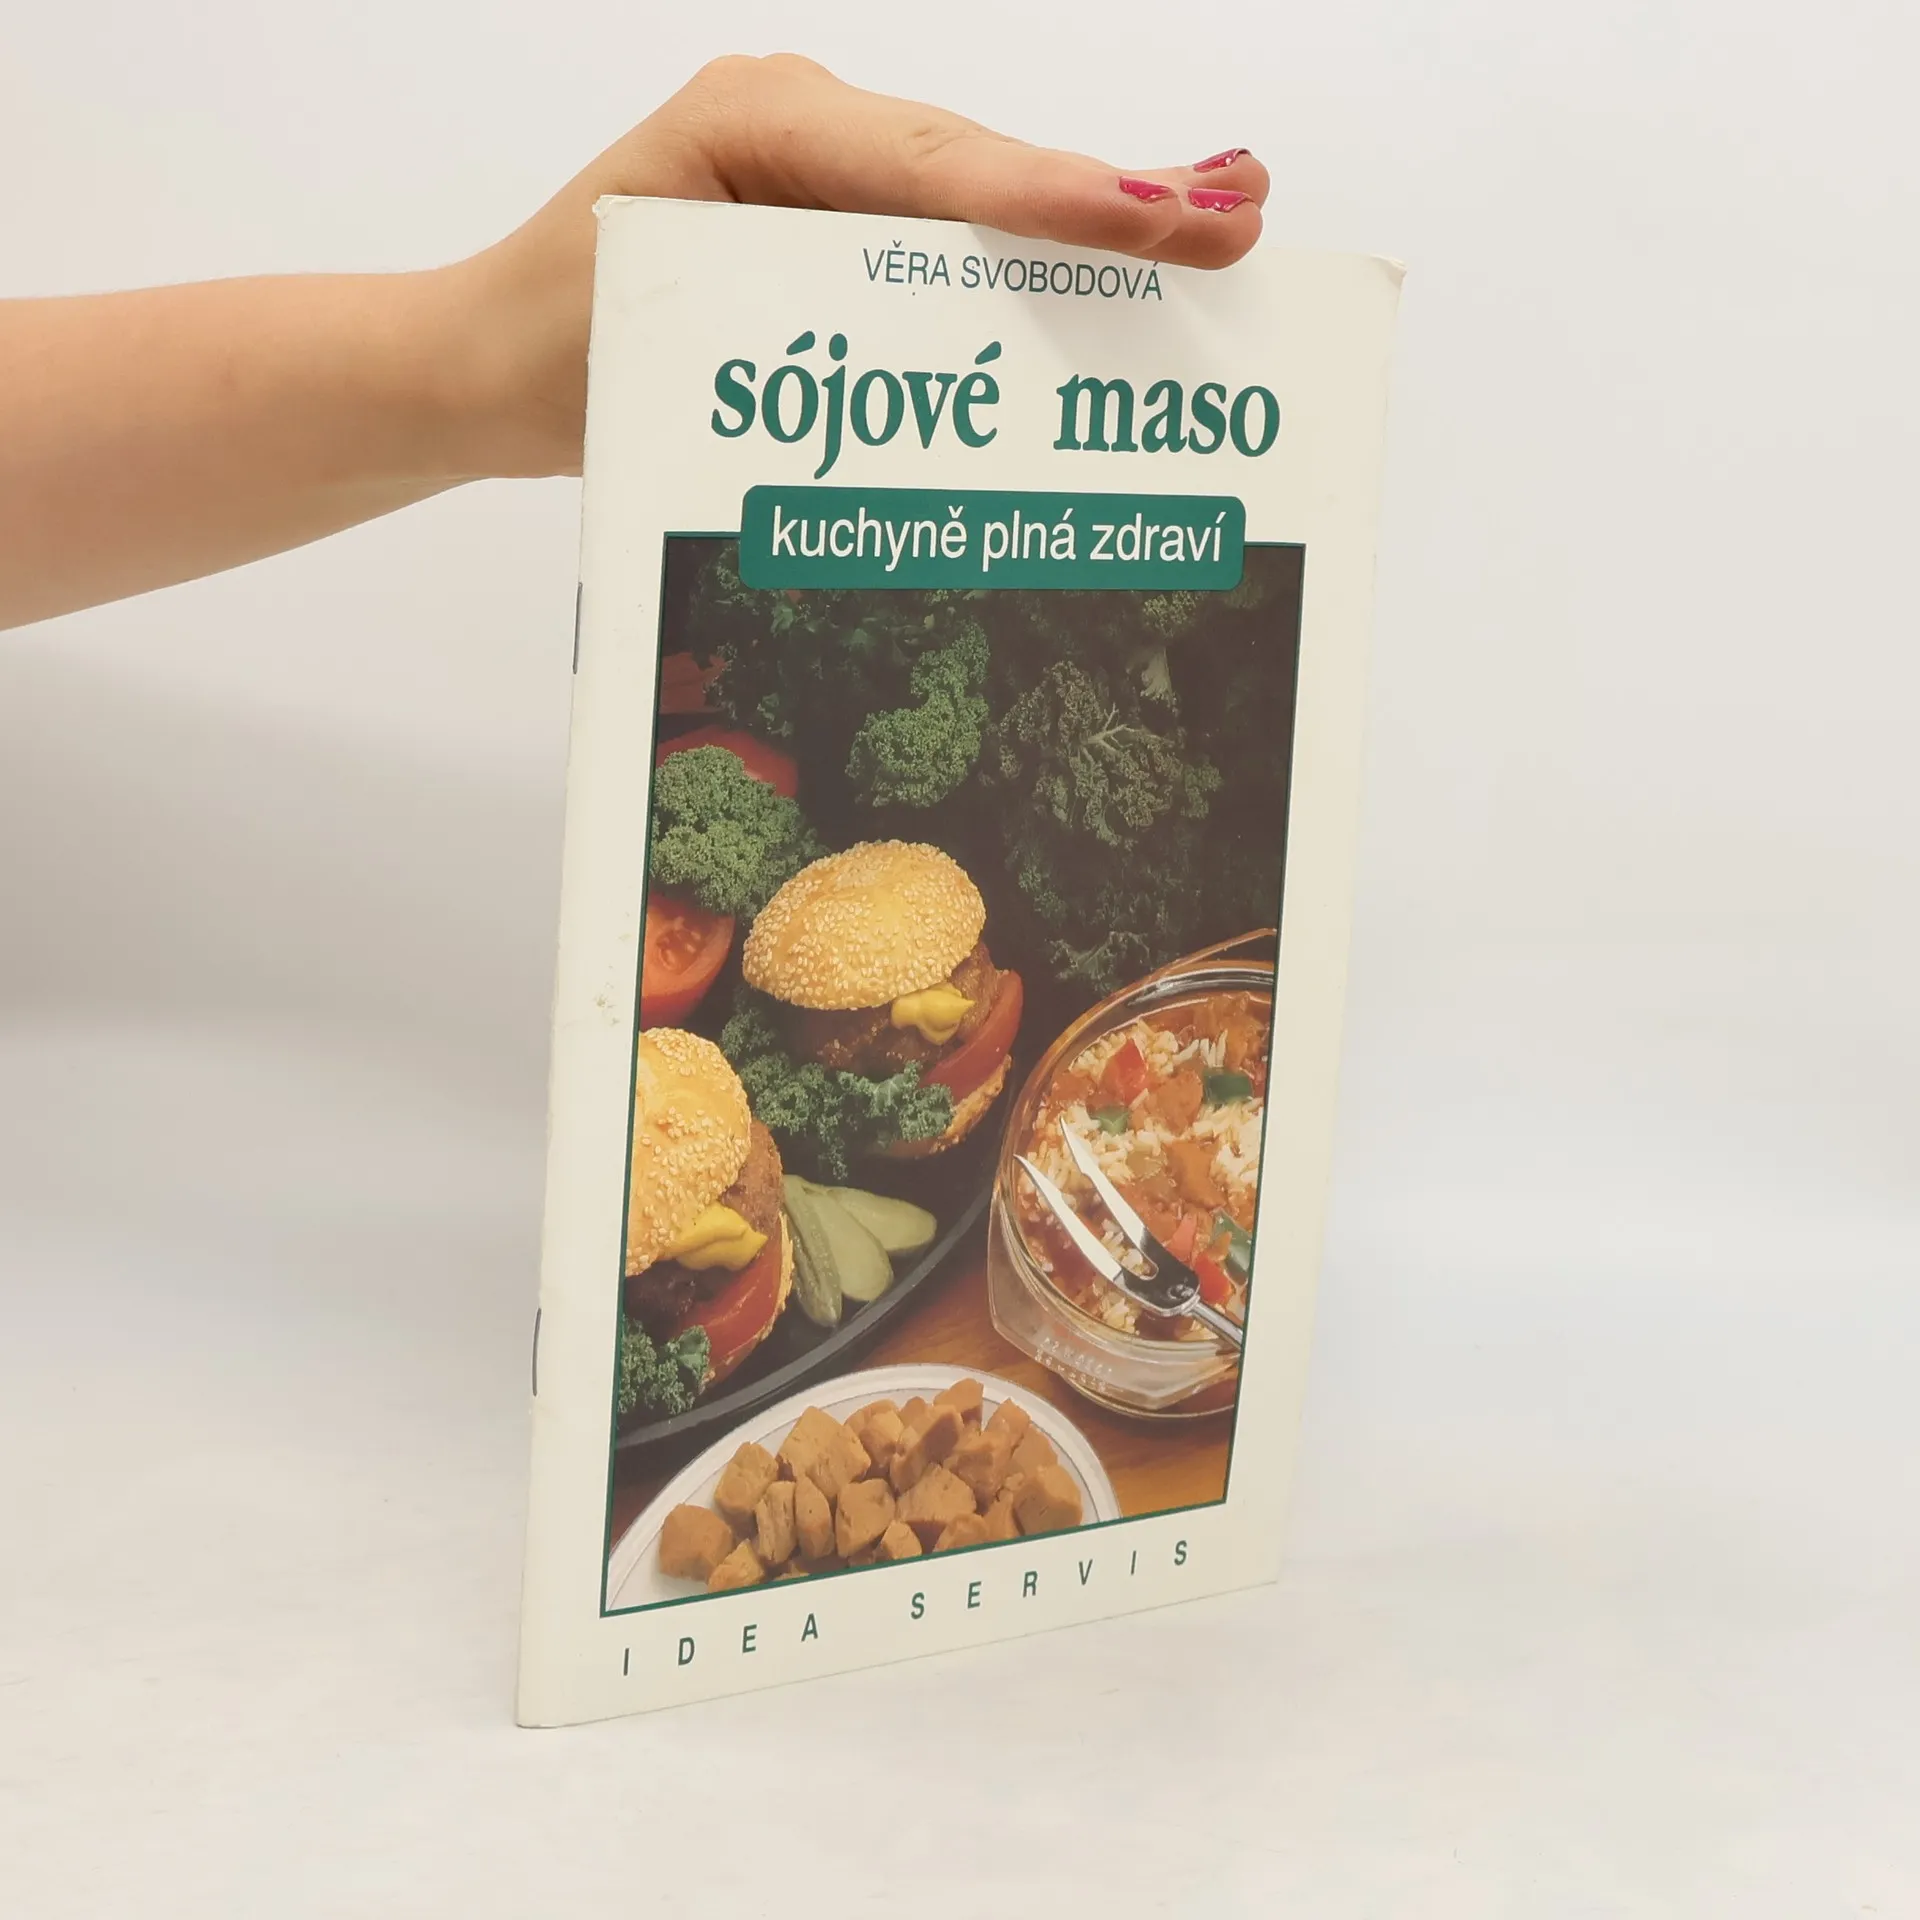 VĚRA SVOBODOVÁ
sójové maso
kuchyně plná zdraví
IDEA SERVIS